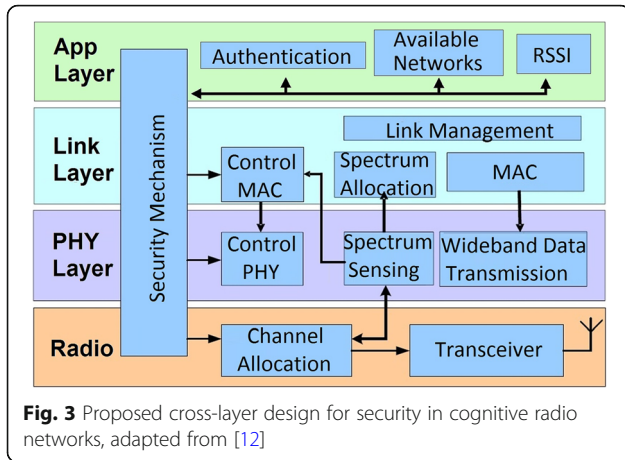 App
Layer
Authentication
Available
Networks
RSSI
Security Mechanism
Link
Layer
Link Management
Control
MAC
Spectrum
Allocation
MAC
PHY
Layer
Control
PHY
Spectrum
Sensing
Wideband Data
Transmission
Radio
Channel
Allocation
Transceiver
Fig. 3 Proposed cross-layer design for security in cognitive radio
networks, adapted from [12]